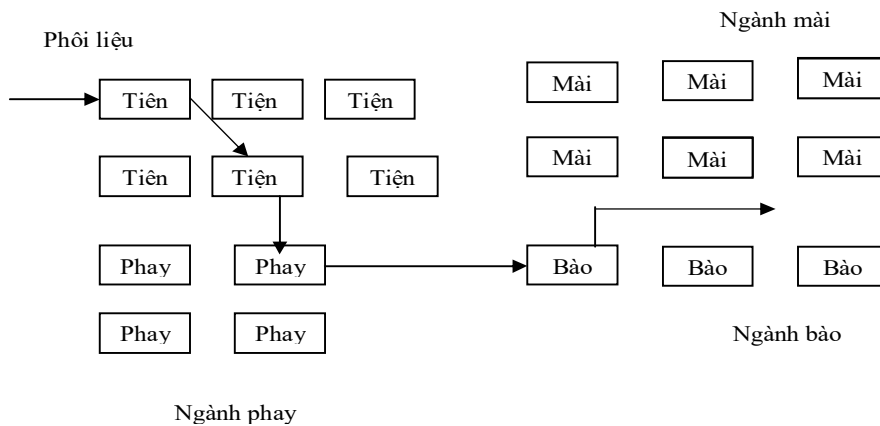 Ngành mài
Phôi liệu
Tiên Tiện Tiện Mài Mài Mài
Tiên Tiện Tiện Mài Mài Mài
Phay Phay Bào Bào Bào
Phay Phay
Ngành bào
Ngành phay